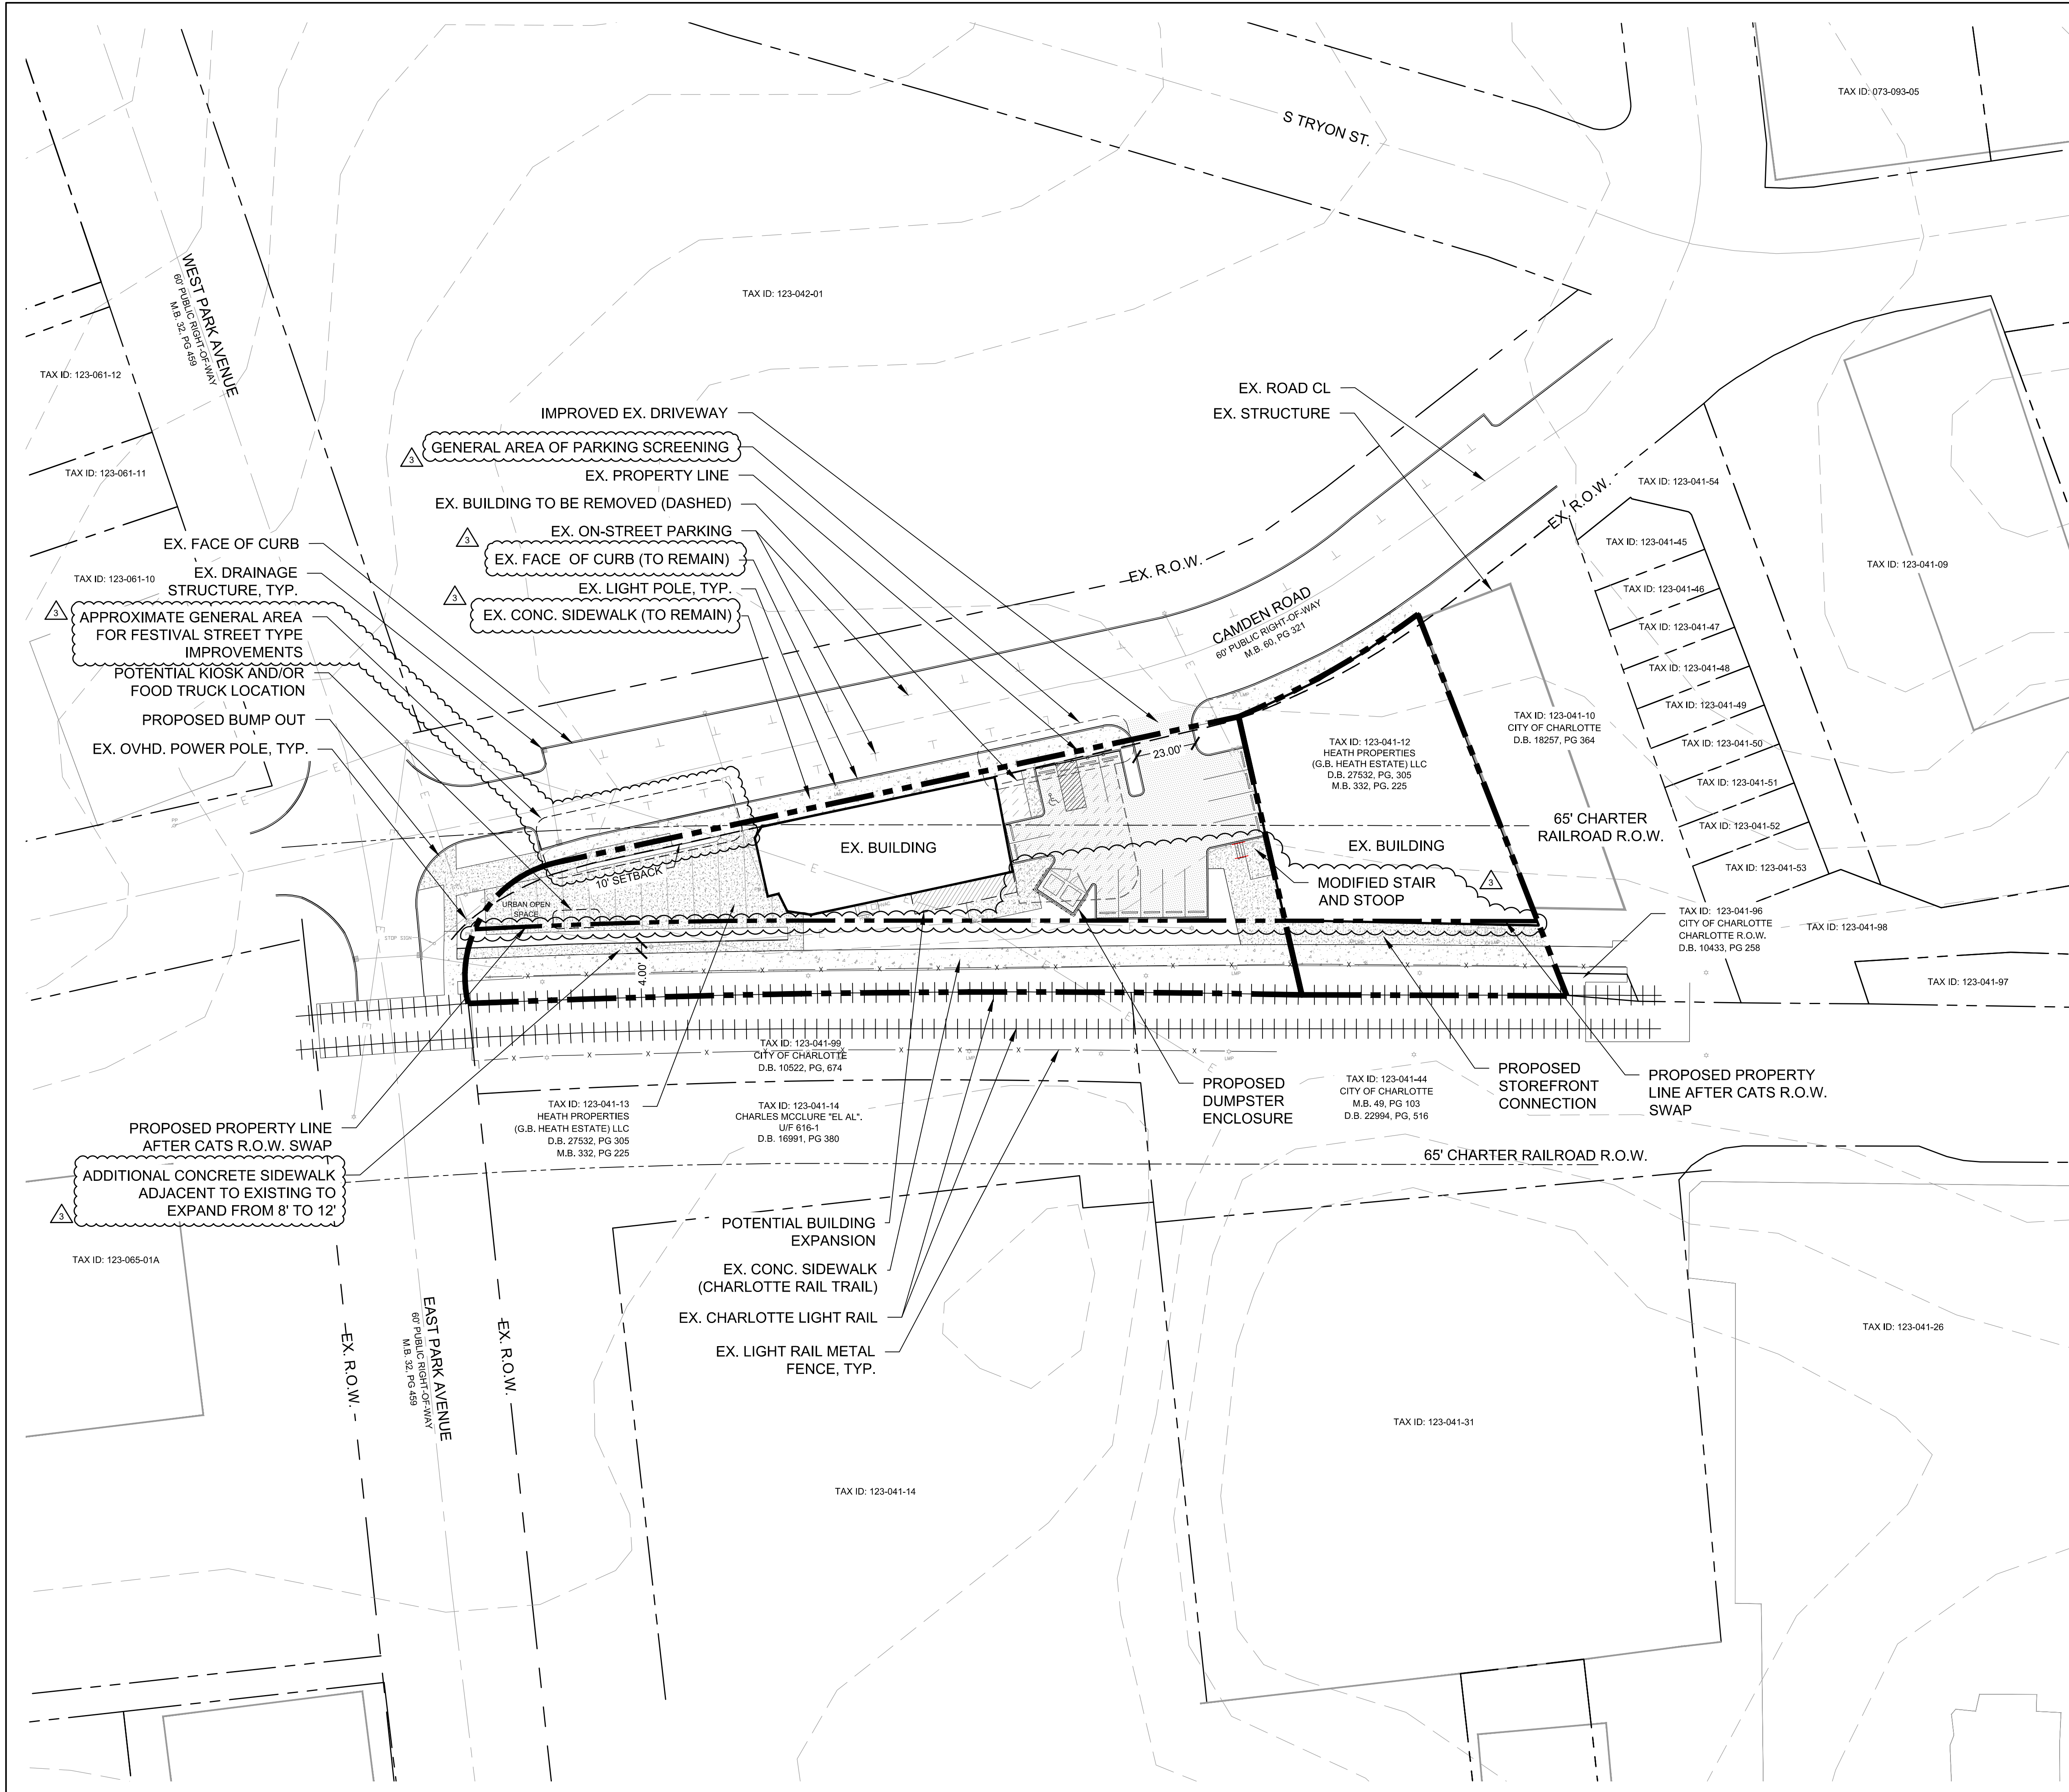 TAX ID: 073-093-05
S TRYON ST.
TAX ID: 123-042-01
WEST PARK AVENUE
60' PUBLIC RIGHT-OF-WAY
M.B. 32, PG 459
TAX ID: 123-061-12
TAX ID: 123-061-11
TAX ID: 123-061-10
EX. ROAD CL
EX. STRUCTURE
IMPROVED EX. DRIVEWAY
GENERAL AREA OF PARKING SCREENING
3
EX. PROPERTY LINE
EX. BUILDING TO BE REMOVED (DASHED)
EX. ON-STREET PARKING
3
EX. FACE OF CURB (TO REMAIN)
EX. LIGHT POLE, TYP.
3
EX. CONC. SIDEWALK (TO REMAIN)
EX. FACE OF CURB
EX. DRAINAGE
STRUCTURE, TYP.
3
APPROXIMATE GENERAL AREA
FOR FESTIVAL STREET TYPE
IMPROVEMENTS
POTENTIAL KIOSK AND/OR
FOOD TRUCK LOCATION
PROPOSED BUMP OUT
EX. OVHD. POWER POLE, TYP.
EX. R.O.W.
EX. R.O.W.
CAMDEN ROAD
60' PUBLIC RIGHT-OF-WAY
M.B. 60, PG 321
TAX ID: 123-041-54
TAX ID: 123-041-45
TAX ID: 123-041-46
TAX ID: 123-041-47
TAX ID: 123-041-48
TAX ID: 123-041-49
TAX ID: 123-041-50
TAX ID: 123-041-51
TAX ID: 123-041-52
TAX ID: 123-041-53
TAX ID: 123-041-09
TAX ID: 123-041-10
CITY OF CHARLOTTE
D.B. 18257, PG 364
TAX ID: 123-041-12
HEATH PROPERTIES
(G.B. HEATH ESTATE) LLC
D.B. 27532, PG, 305
M.B. 332, PG. 225
23.00'
65' CHARTER
RAILROAD R.O.W.
EX. BUILDING
EX. BUILDING
MODIFIED STAIR
AND STOOP
3
10' SETBACK
URBAN OPEN
SPACE
STOP SIGN
4.00'
TAX ID: 123-041-96
CITY OF CHARLOTTE
CHARLOTTE R.O.W.
D.B. 10433, PG 258
TAX ID: 123-041-98
TAX ID: 123-041-97
TAX ID: 123-041-99
CITY OF CHARLOTTE
D.B. 10522, PG, 674
TAX ID: 123-041-13
HEATH PROPERTIES
(G.B. HEATH ESTATE) LLC
D.B. 27532, PG 305
M.B. 332, PG 225
TAX ID: 123-041-14
CHARLES MCCLURE "EL AL".
U/F 616-1
D.B. 16991, PG 380
PROPOSED
DUMPSTER
ENCLOSURE
TAX ID: 123-041-44
CITY OF CHARLOTTE
M.B. 49, PG 103
D.B. 22994, PG, 516
PROPOSED
STOREFRONT
CONNECTION
PROPOSED PROPERTY
LINE AFTER CATS R.O.W.
SWAP
65' CHARTER RAILROAD R.O.W.
PROPOSED PROPERTY LINE
AFTER CATS R.O.W. SWAP
ADDITIONAL CONCRETE SIDEWALK
ADJACENT TO EXISTING TO
EXPAND FROM 8' TO 12'
3
TAX ID: 123-065-01A
POTENTIAL BUILDING
EXPANSION
EX. CONC. SIDEWALK
(CHARLOTTE RAIL TRAIL)
EX. CHARLOTTE LIGHT RAIL
EX. LIGHT RAIL METAL
FENCE, TYP.
EX. R.O.W.
EAST PARK AVENUE
60' PUBLIC RIGHT-OF-WAY
M.B. 32, PG 459
EX. R.O.W.
TAX ID: 123-041-26
TAX ID: 123-041-31
TAX ID: 123-041-14